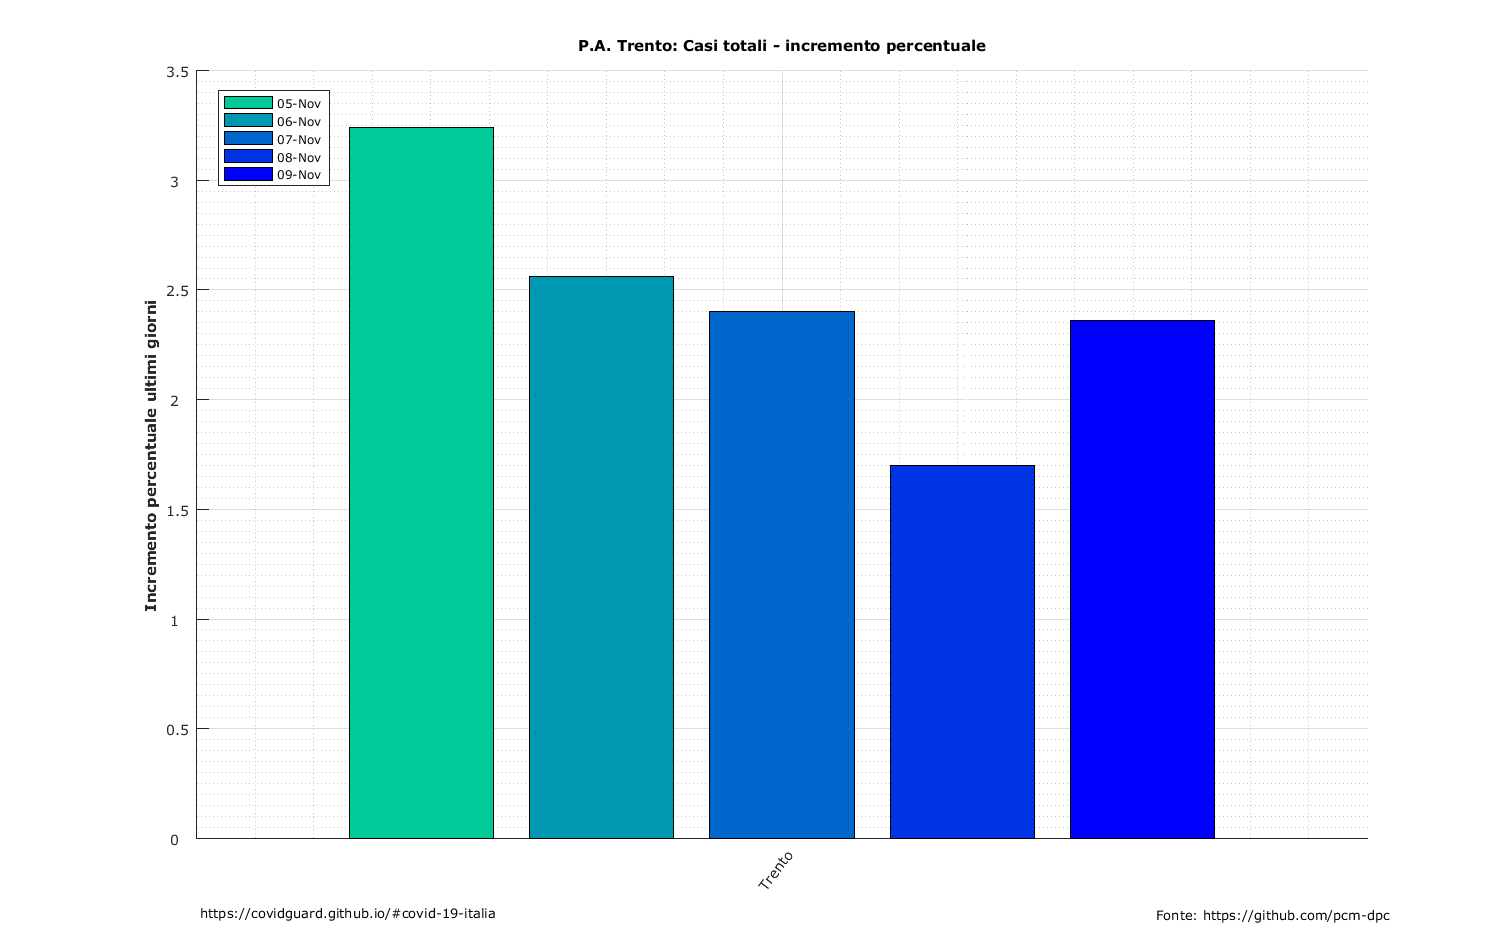 P.A. Trento: Casi totali - incremento percentuale
3.5
3
2.5
2
1.5
1
0.5
0
05-Nov
06-Nov
07-Nov
08-Nov
09-Nov
Incremento percentuale ultimi giorni
Trento
https://covidguard.github.io/#covid-19-italia
Fonte: https://github.com/pcm-dpc